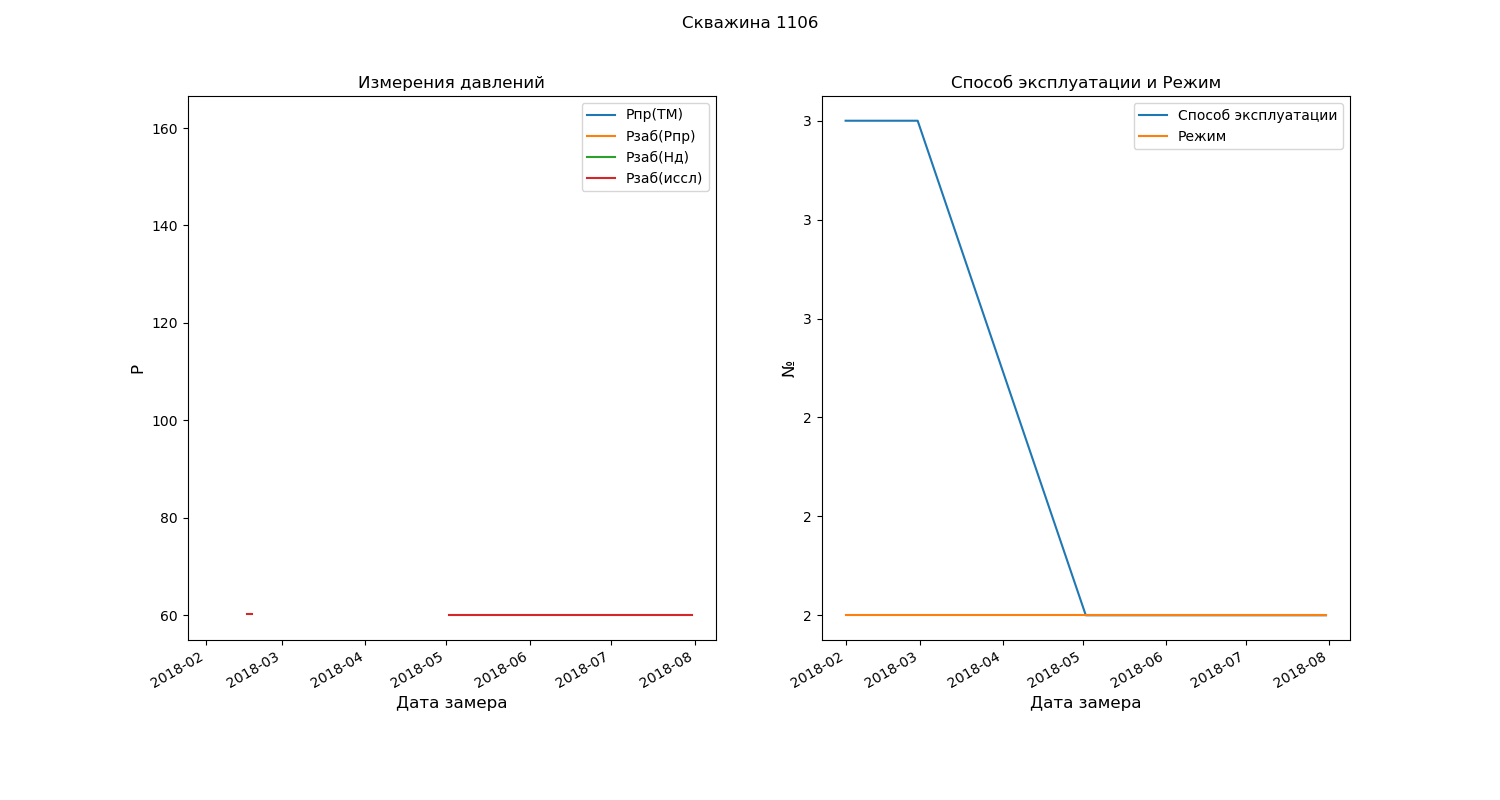 Скважина 1106
Измерения давлений
160
140
120
100
80
60
P
Рпр(ТМ)
Рзаб(Рпр)
Рзаб(Нд)
Рзаб(иссл)
2018-02
2018-03
2018-04
2018-05
2018-06
2018-07
2018-08
Дата замера
Способ эксплуатации и Режим
3
3
3
2
2
2
№
Способ эксплуатации
Режим
2018-02
2018-03
2018-04
2018-05
2018-06
2018-07
2018-08
Дата замера